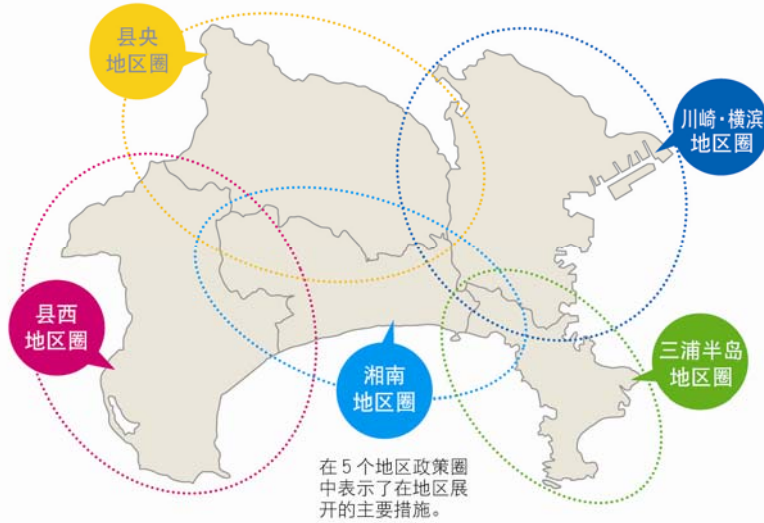 县央
地区圈
川崎·横滨
地区圈
县西
地区圈
湘南
地区圈
三浦半岛
地区圈
在5个地区政策圈
中表示了在地区展
开的主要措施。